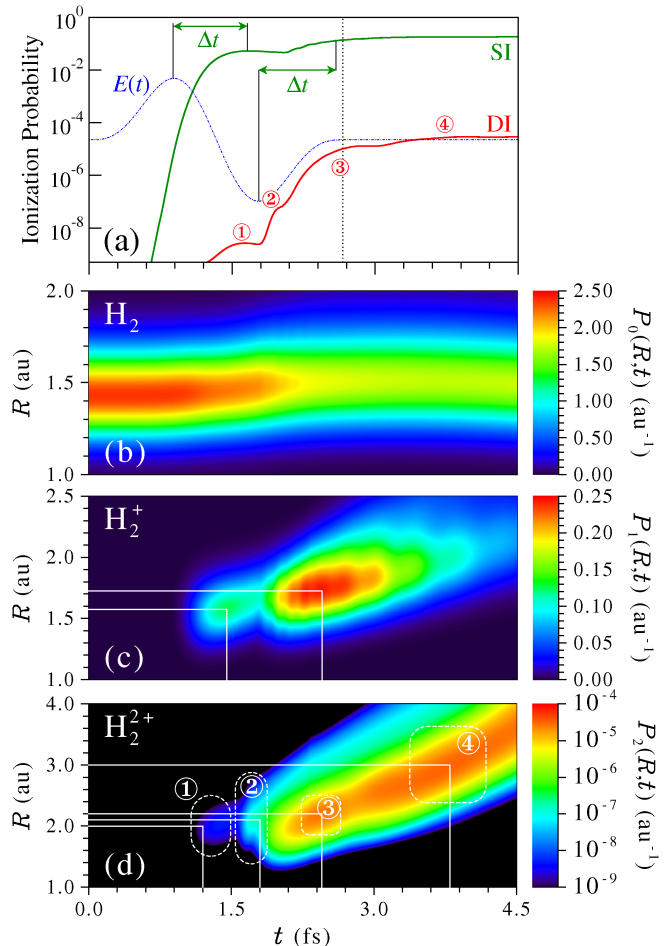 Ionization Probability
10⁰
10⁻²
10⁻⁴
10⁻⁶
10⁻⁸
Δt
Δt
E(t)
SI
DI
①
②
③
④
(a)
H₂
(b)
R (au)
2.0
1.5
1.0
2.50
2.00
1.50
1.00
0.50
0.00
P₀(R,t) (au⁻¹)
H₂⁺
(c)
R (au)
2.5
2.0
1.5
1.0
0.25
0.20
0.15
0.10
0.05
0.00
P₁(R,t) (au⁻¹)
H₂²⁺
(d)
①
②
③
④
R (au)
4.0
3.0
2.0
1.0
10⁻⁴
10⁻⁵
10⁻⁶
10⁻⁷
10⁻⁸
10⁻⁹
P₂(R,t) (au⁻¹)
0.0 1.5 3.0 4.5
t (fs)